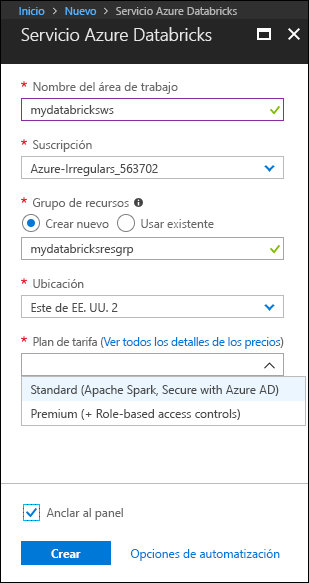 Inicio > Nuevo > Servicio Azure Databricks
Servicio Azure Databricks
* Nombre del área de trabajo
mydatabricksws
* Suscripción
Azure-Irregulars_563702
* Grupo de recursos
Crear nuevo Usar existente
mydatabricksresgrp
* Ubicación
Este de EE. UU. 2
* Plan de tarifa (Ver todos los detalles de los precios)
Standard (Apache Spark, Secure with Azure AD)
Premium (+ Role-based access controls)
Anclar al panel
Crear Opciones de automatización